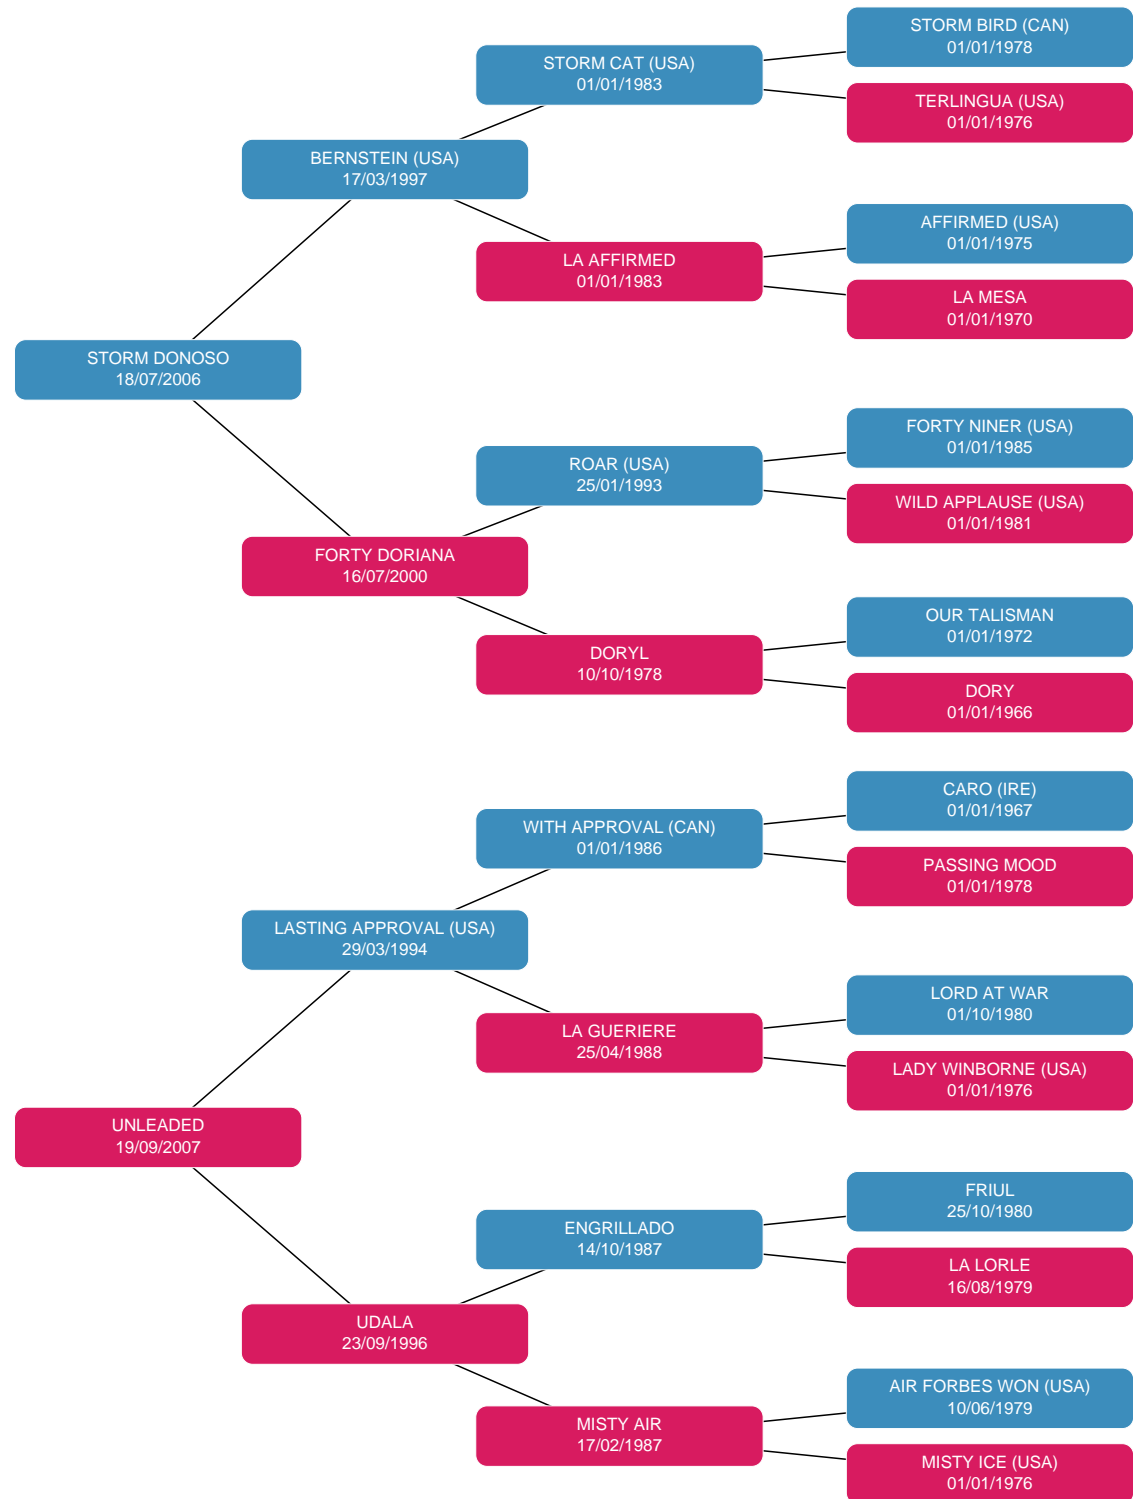 STORM BIRD (CAN)
01/01/1978
STORM CAT (USA)
01/01/1983
TERLINGUA (USA)
01/01/1976
BERNSTEIN (USA)
17/03/1997
AFFIRMED (USA)
01/01/1975
LA AFFIRMED
01/01/1983
LA MESA
01/01/1970
STORM DONOSO
18/07/2006
FORTY NINER (USA)
01/01/1985
ROAR (USA)
25/01/1993
WILD APPLAUSE (USA)
01/01/1981
FORTY DORIANA
16/07/2000
OUR TALISMAN
01/01/1972
DORYL
10/10/1978
DORY
01/01/1966
CARO (IRE)
01/01/1967
WITH APPROVAL (CAN)
01/01/1986
PASSING MOOD
01/01/1978
LASTING APPROVAL (USA)
29/03/1994
LORD AT WAR
01/10/1980
LA GUERIERE
25/04/1988
LADY WINBORNE (USA)
01/01/1976
UNLEADED
19/09/2007
FRIUL
25/10/1980
ENGRILLADO
14/10/1987
LA LORLE
16/08/1979
UDALA
23/09/1996
AIR FORBES WON (USA)
10/06/1979
MISTY AIR
17/02/1987
MISTY ICE (USA)
01/01/1976